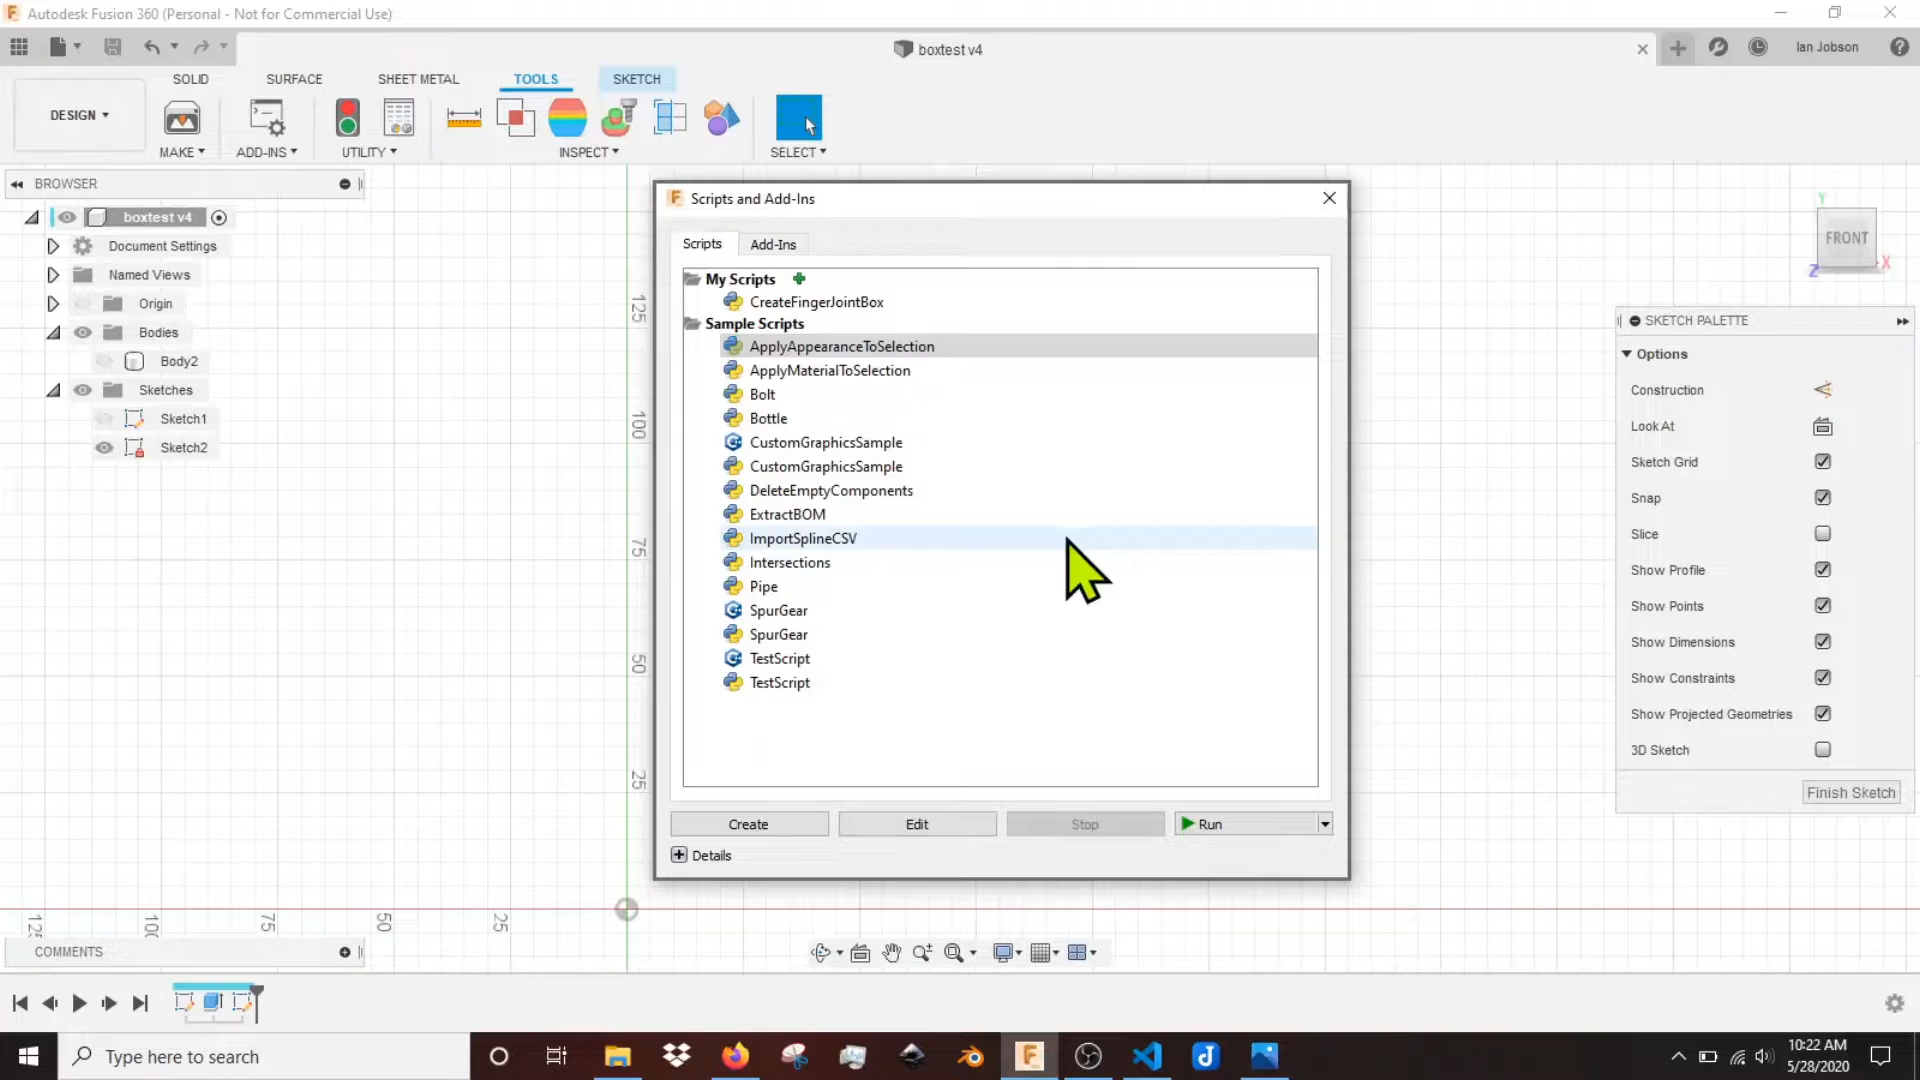 Autodesk Fusion 360 (Personal - Not for Commercial Use)
boxtest v4
Ian Jobson
SOLID
SURFACE
SHEET METAL
TOOLS
SKETCH
DESIGN
MAKE
ADD-INS
UTILITY
INSPECT
SELECT
BROWSER
boxtest v4
Document Settings
Named Views
Origin
Bodies
Body2
Sketches
Sketch1
Sketch2
Scripts and Add-Ins
Scripts
Add-Ins
My Scripts
CreateFingerJointBox
Sample Scripts
ApplyAppearanceToSelection
ApplyMaterialToSelection
Bolt
Bottle
CustomGraphicsSample
CustomGraphicsSample
DeleteEmptyComponents
ExtractBOM
ImportSplineCSV
Intersections
Pipe
SpurGear
SpurGear
TestScript
TestScript
Create
Edit
Stop
Run
Details
125
100
75
50
25
125
100
75
50
25
Y
FRONT
Z
X
SKETCH PALETTE
Options
Construction
Look At
Sketch Grid
Snap
Slice
Show Profile
Show Points
Show Dimensions
Show Constraints
Show Projected Geometries
3D Sketch
Finish Sketch
COMMENTS
Type here to search
10:22 AM
5/28/2020